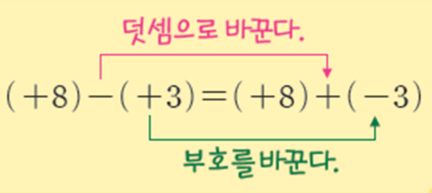 덧셈으로 바꾼다.
(+8)−(+3)=(+8)+(−3)
부호를 바꾼다.